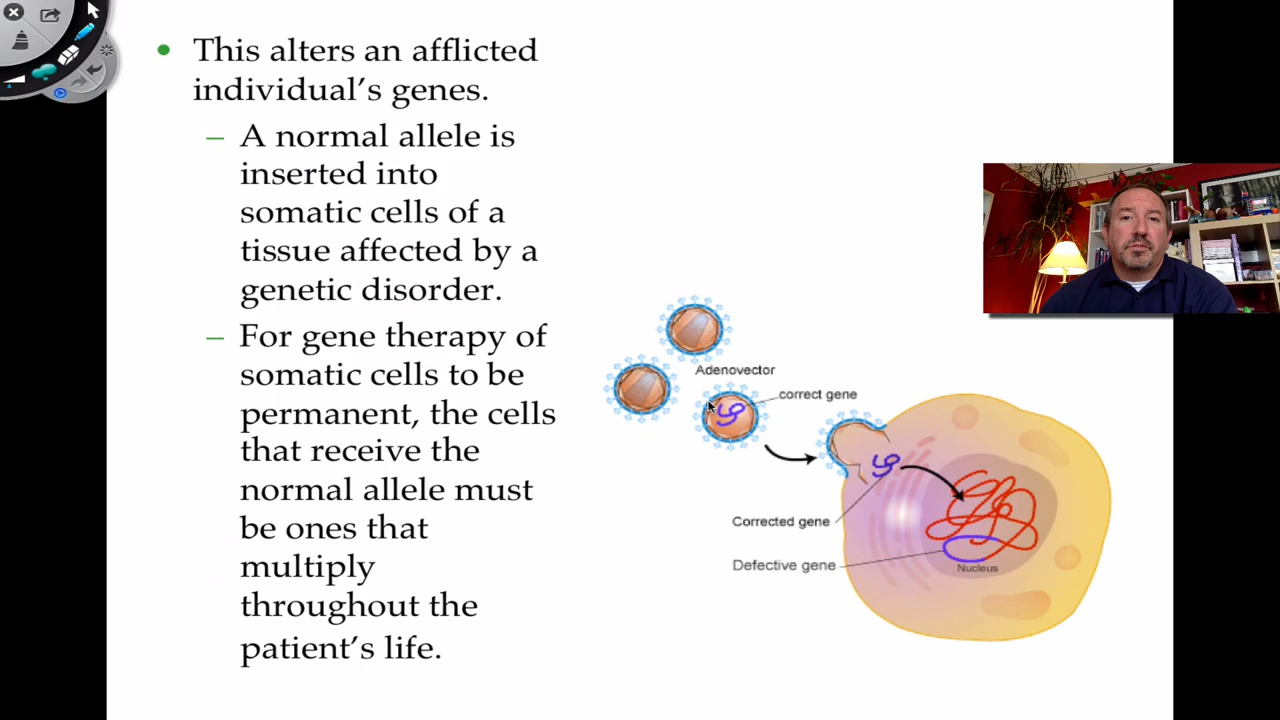 • This alters an afflicted
individual’s genes.
– A normal allele is
inserted into
somatic cells of a
tissue affected by a
genetic disorder.
– For gene therapy of
somatic cells to be
permanent, the cells
that receive the
normal allele must
be ones that
multiply
throughout the
patient’s life.
Adenovector
correct gene
Corrected gene
Defective gene
Nucleus